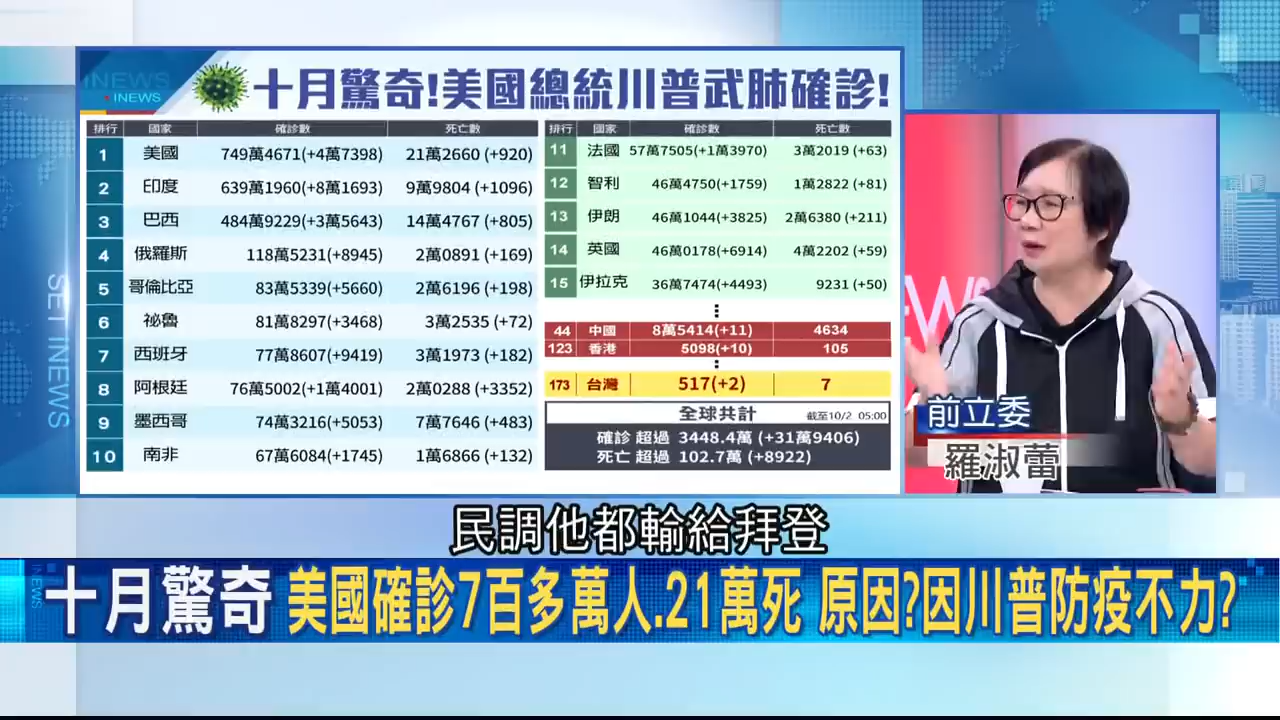 INEWS
INEWS
十月驚奇!美國總統川普武肺確診!
排行 國家 確診數 死亡數
1 美國 749萬4671(+4萬7398) 21萬2660 (+920)
2 印度 639萬1960(+8萬1693) 9萬9804 (+1096)
3 巴西 484萬9229(+3萬5643) 14萬4767 (+805)
4 俄羅斯 118萬5231(+8945) 2萬0891 (+169)
5 哥倫比亞 83萬5339(+5660) 2萬6196 (+198)
6 祕魯 81萬8297(+3468) 3萬2535 (+72)
7 西班牙 77萬8607(+9419) 3萬1973 (+182)
8 阿根廷 76萬5002(+1萬4001) 2萬0288 (+3352)
9 墨西哥 74萬3216(+5053) 7萬7646 (+483)
10 南非 67萬6084(+1745) 1萬6866 (+132)
排行 國家 確診數 死亡數
11 法國 57萬7505(+1萬3970) 3萬2019 (+63)
12 智利 46萬4750(+1759) 1萬2822 (+81)
13 伊朗 46萬1044(+3825) 2萬6380 (+211)
14 英國 46萬0178(+6914) 4萬2202 (+59)
15 伊拉克 36萬7474(+4493) 9231 (+50)
44 中國 8萬5414(+11) 4634
123 香港 5098(+10) 105
173 台灣 517(+2) 7
全球共計 截至10/2 05:00
確診 超過 3448.4萬 (+31萬9406)
死亡 超過 102.7萬 (+8922)
前立委
羅淑蕾
SET INEWS
民調他都輸給拜登
十月驚奇 美國確診7百多萬人.21萬死 原因?因川普防疫不力?